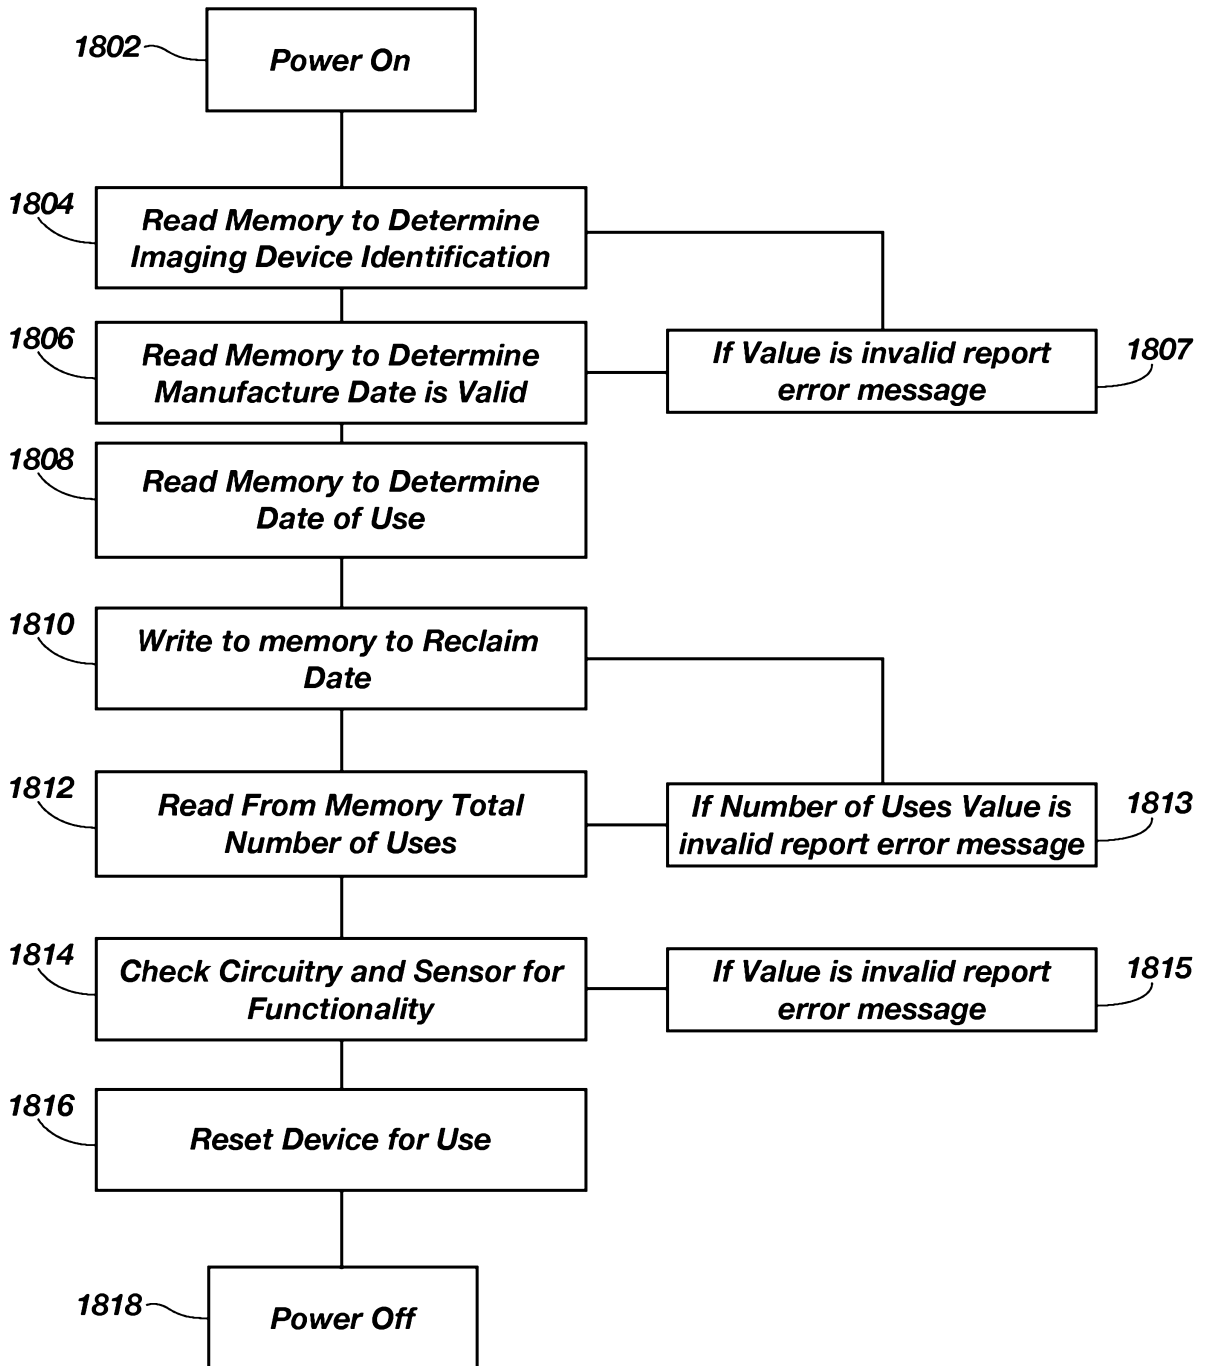 1802
Power On
1804
Read Memory to Determine
Imaging Device Identification
1806
Read Memory to Determine
Manufacture Date is Valid
If Value is invalid report
error message
1807
1808
Read Memory to Determine
Date of Use
1810
Write to memory to Reclaim
Date
1812
Read From Memory Total
Number of Uses
If Number of Uses Value is
invalid report error message
1813
1814
Check Circuitry and Sensor for
Functionality
If Value is invalid report
error message
1815
1816
Reset Device for Use
1818
Power Off